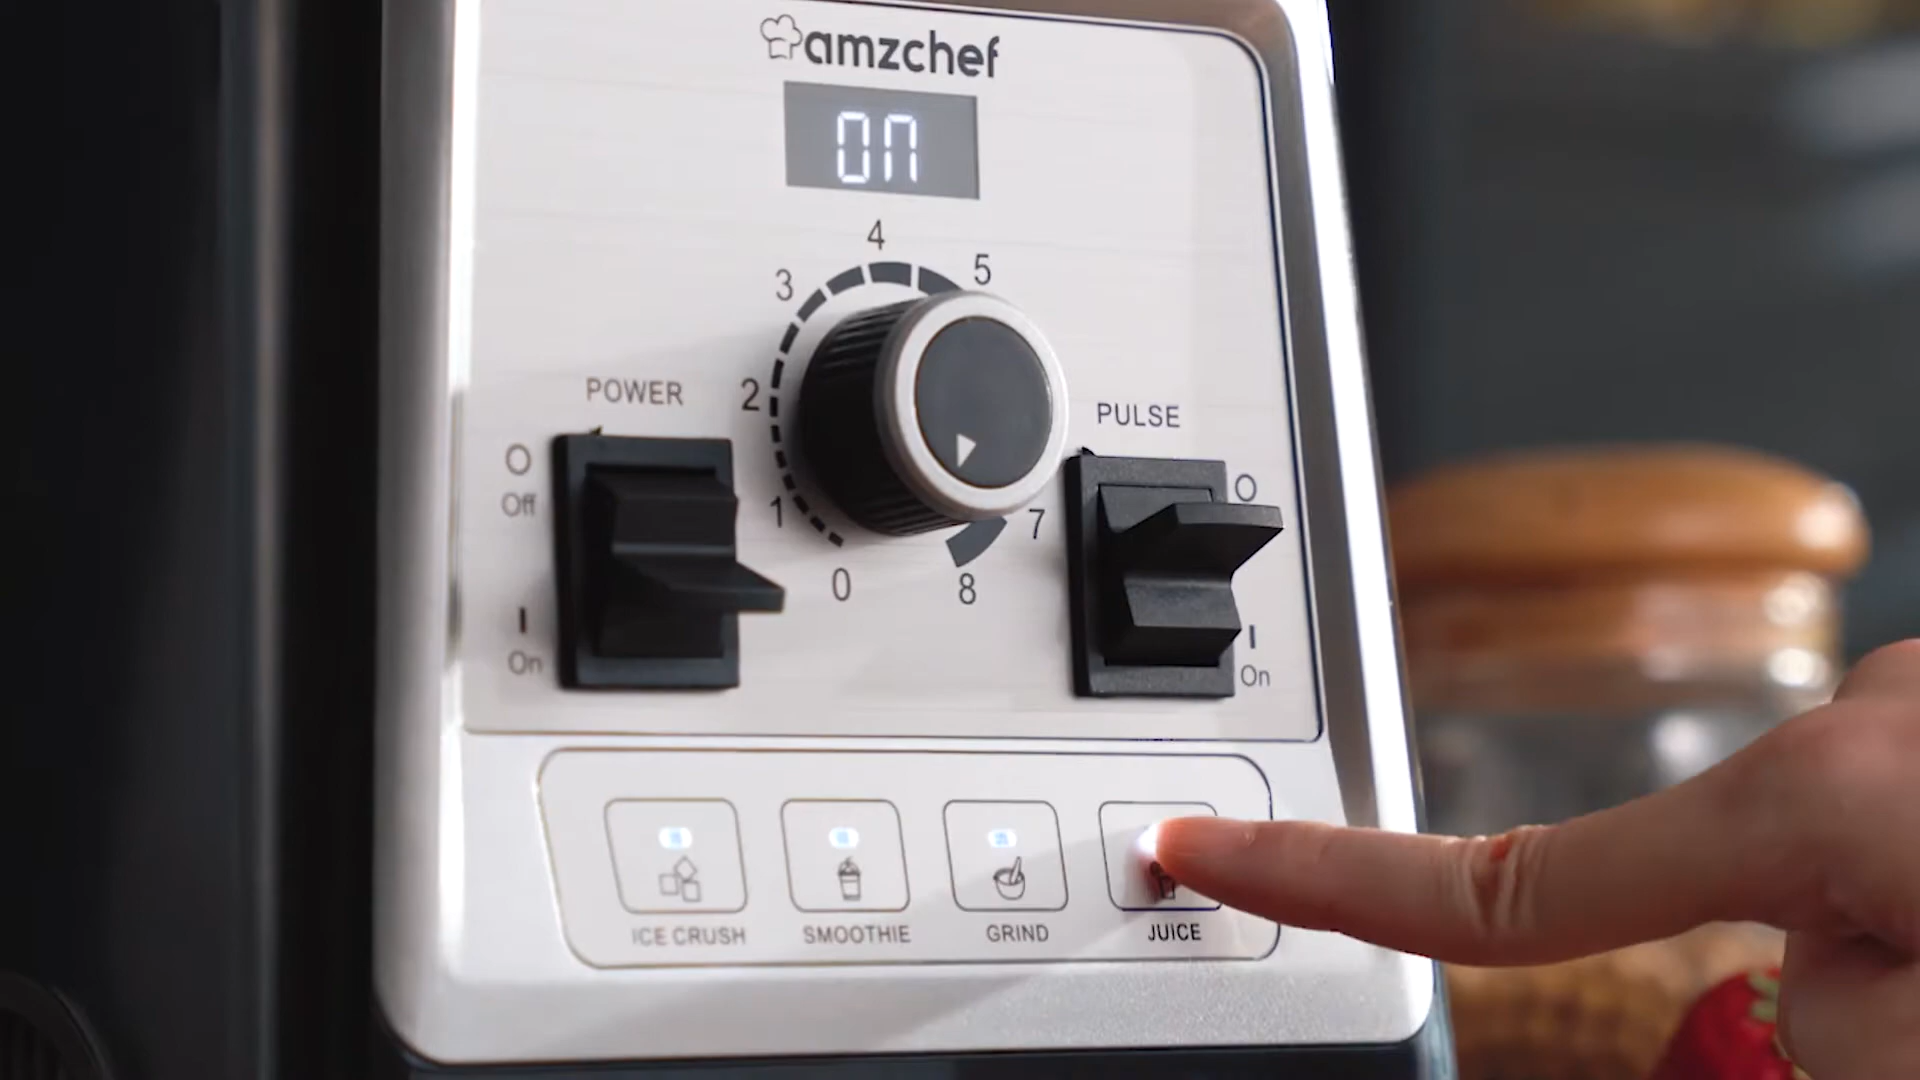 amzchef
On
4
3
5
POWER
2
PULSE
O
O
Off
1
7
0
8
I
I
On
On
ICE CRUSH
SMOOTHIE
GRIND
JUICE